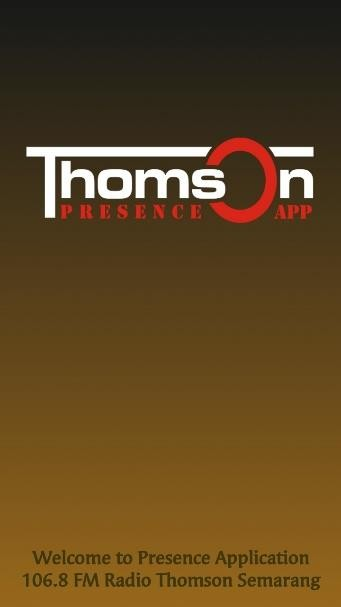 Thomson
PRESENCE APP
Welcome to Presence Application
106.8 FM Radio Thomson Semarang